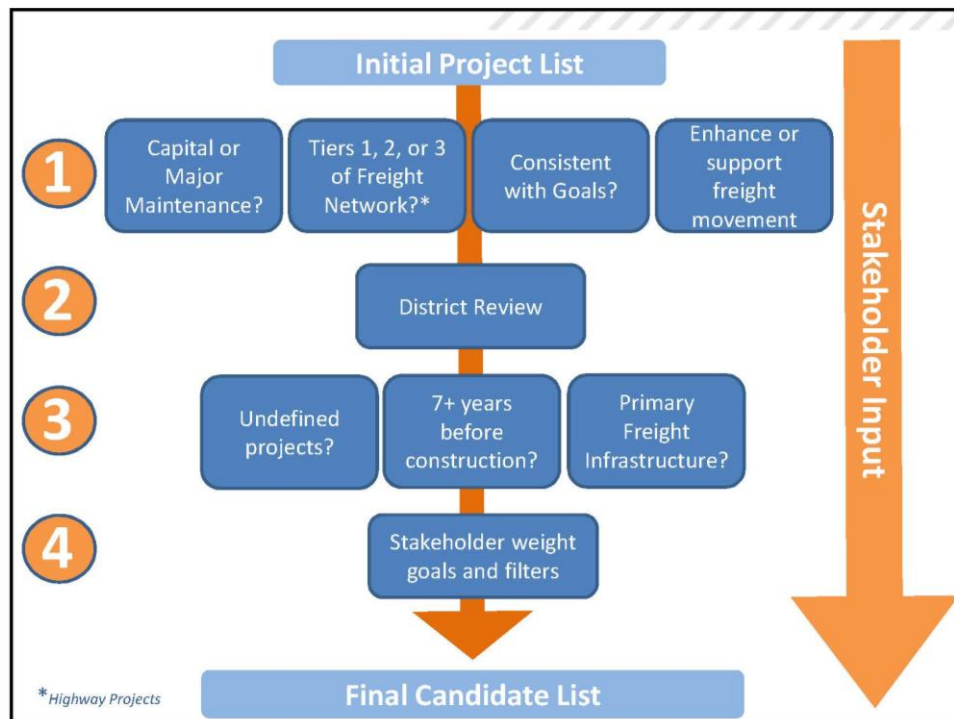 Initial Project List
1
Capital or
Major
Maintenance?
Tiers 1, 2, or 3
of Freight
Network?*
Consistent
with Goals?
Enhance or
support
freight
movement
2
District Review
3
Undefined
projects?
7+ years
before
construction?
Primary
Freight
Infrastructure?
4
Stakeholder weight
goals and filters
Stakeholder Input
*Highway Projects
Final Candidate List